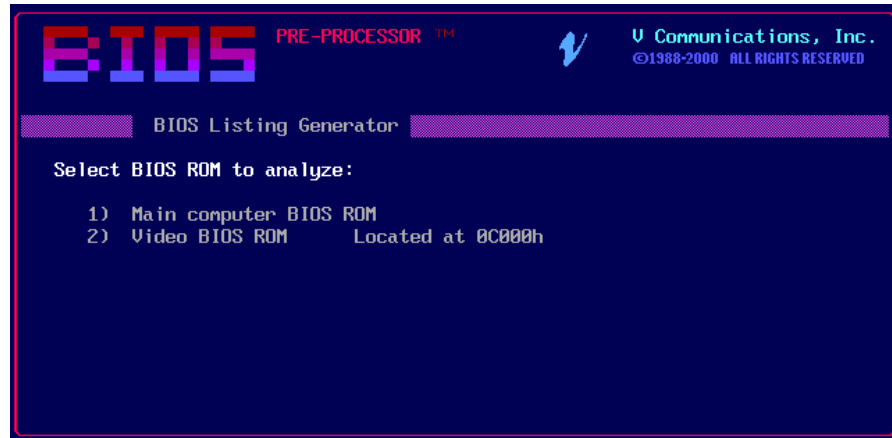 BIOS PRE-PROCESSOR ™
V Communications, Inc.
©1988-2000 ALL RIGHTS RESERVED
BIOS Listing Generator
Select BIOS ROM to analyze:
1) Main computer BIOS ROM
2) Video BIOS ROM Located at 0C000h